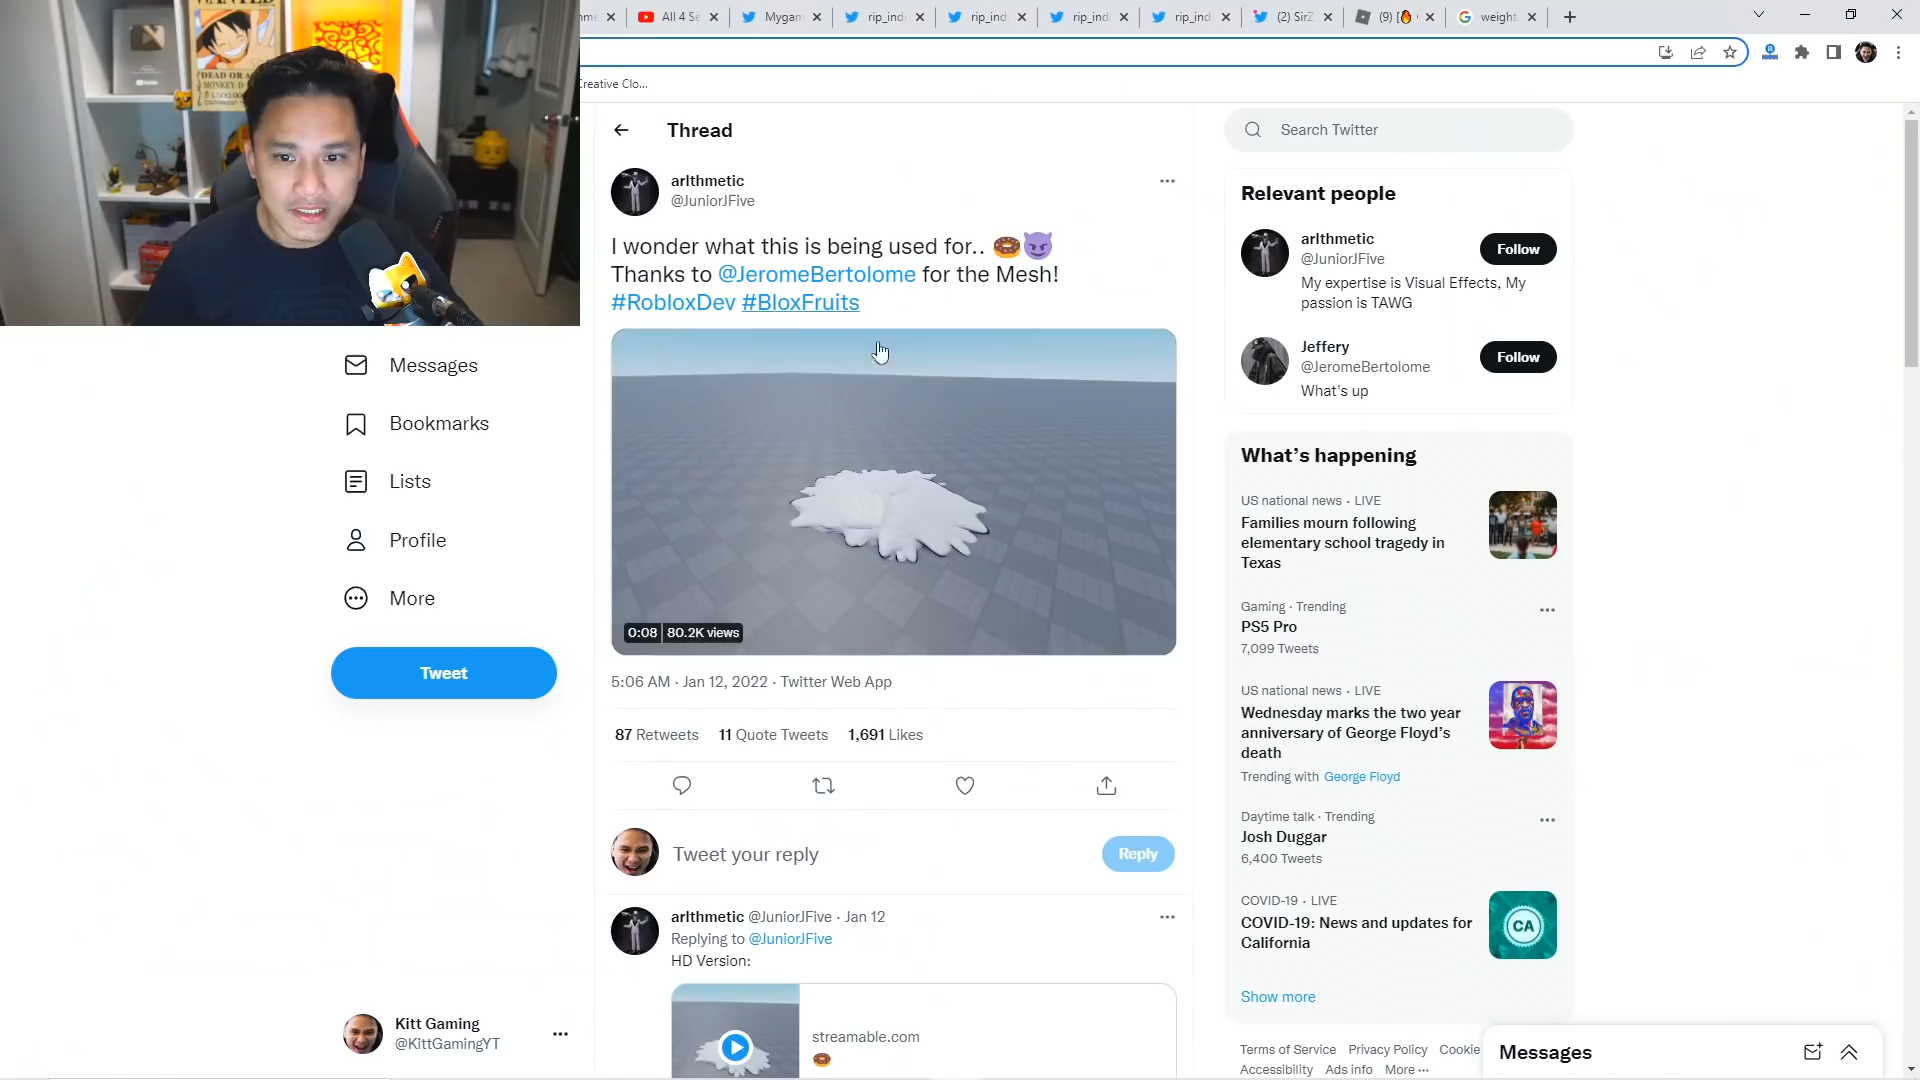 WANTED
DEAD OR A
MONKEY D
All 4 Se
Mygam
rip_ind
rip_ind
rip_ind
rip_ind
(2) SirZ
(9) [🔥
weight
Creative Clo...
Thread
Search Twitter
arIthmetic
@JuniorJFive
I wonder what this is being used for.. 🍩😈
Thanks to @JeromeBertolome for the Mesh!
#RobloxDev #BloxFruits
0:08 80.2K views
5:06 AM · Jan 12, 2022 · Twitter Web App
87 Retweets 11 Quote Tweets 1,691 Likes
Tweet your reply
Reply
arIthmetic @JuniorJFive · Jan 12
Replying to @JuniorJFive
HD Version:
streamable.com
🍩
Messages
Bookmarks
Lists
Profile
More
Tweet
Kitt Gaming
@KittGamingYT
Relevant people
arIthmetic
@JuniorJFive
Follow
My expertise is Visual Effects, My
passion is TAWG
Jeffery
@JeromeBertolome
Follow
What's up
What's happening
US national news · LIVE
Families mourn following
elementary school tragedy in
Texas
Gaming · Trending
PS5 Pro
7,099 Tweets
US national news · LIVE
Wednesday marks the two year
anniversary of George Floyd's
death
Trending with George Floyd
Daytime talk · Trending
Josh Duggar
6,400 Tweets
COVID-19 · LIVE
COVID-19: News and updates for
California
CA
Show more
Terms of Service Privacy Policy Cookie
Accessibility Ads info More ...
Messages